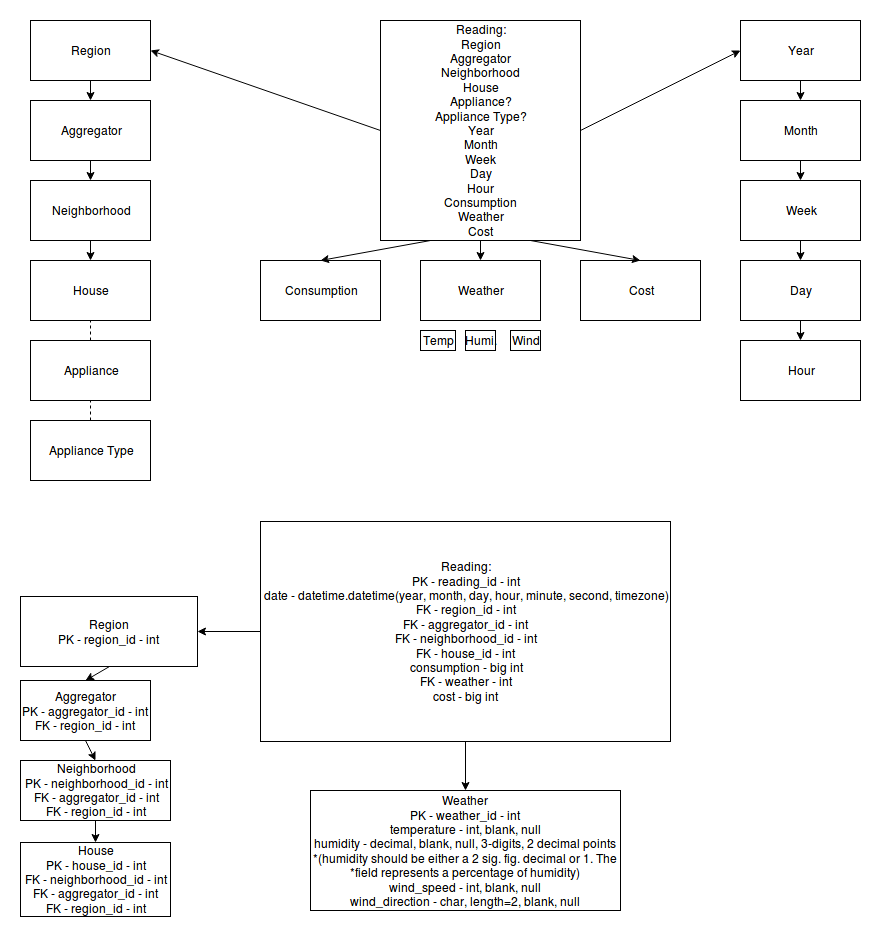 Region
Aggregator
Neighborhood
House
Appliance
Appliance Type
Reading:
Region
Aggregator
Neighborhood
House
Appliance?
Appliance Type?
Year
Month
Week
Day
Hour
Consumption
Weather
Cost
Consumption
Weather
Cost
Temp
Humi.
Wind
Year
Month
Week
Day
Hour
Reading:
PK - reading_id - int
date - datetime.datetime(year, month, day, hour, minute, second, timezone)
FK - region_id - int
FK - aggregator_id - int
FK - neighborhood_id - int
FK - house_id - int
consumption - big int
FK - weather - int
cost - big int
Region
PK - region_id - int
Aggregator
PK - aggregator_id - int
FK - region_id - int
Neighborhood
PK - neighborhood_id - int
FK - aggregator_id - int
FK - region_id - int
House
PK - house_id - int
FK - neighborhood_id - int
FK - aggregator_id - int
FK - region_id - int
Weather
PK - weather_id - int
temperature - int, blank, null
humidity - decimal, blank, null, 3-digits, 2 decimal points
*(humidity should be either a 2 sig. fig. decimal or 1. The
*field represents a percentage of humidity)
wind_speed - int, blank, null
wind_direction - char, length=2, blank, null